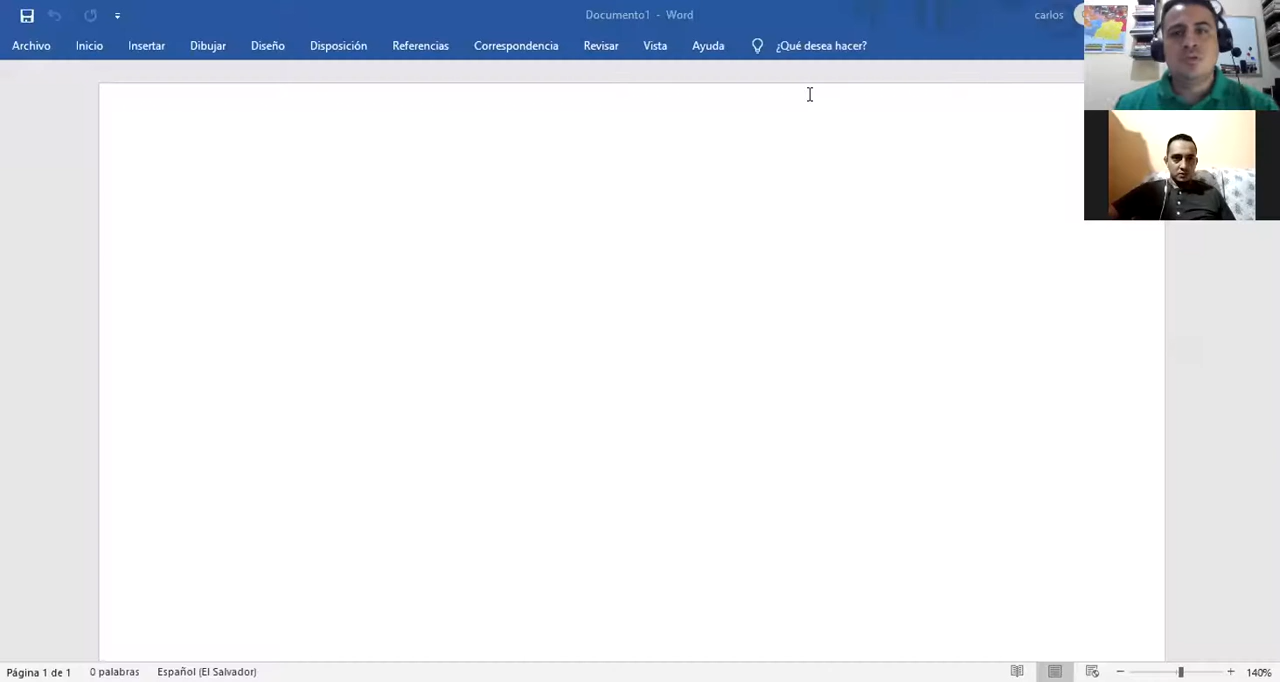 Documento1 - Word
carlos
Archivo Inicio Insertar Dibujar Diseño Disposición Referencias Correspondencia Revisar Vista Ayuda ¿Qué desea hacer?
Página 1 de 1 0 palabras Español (El Salvador) 140%